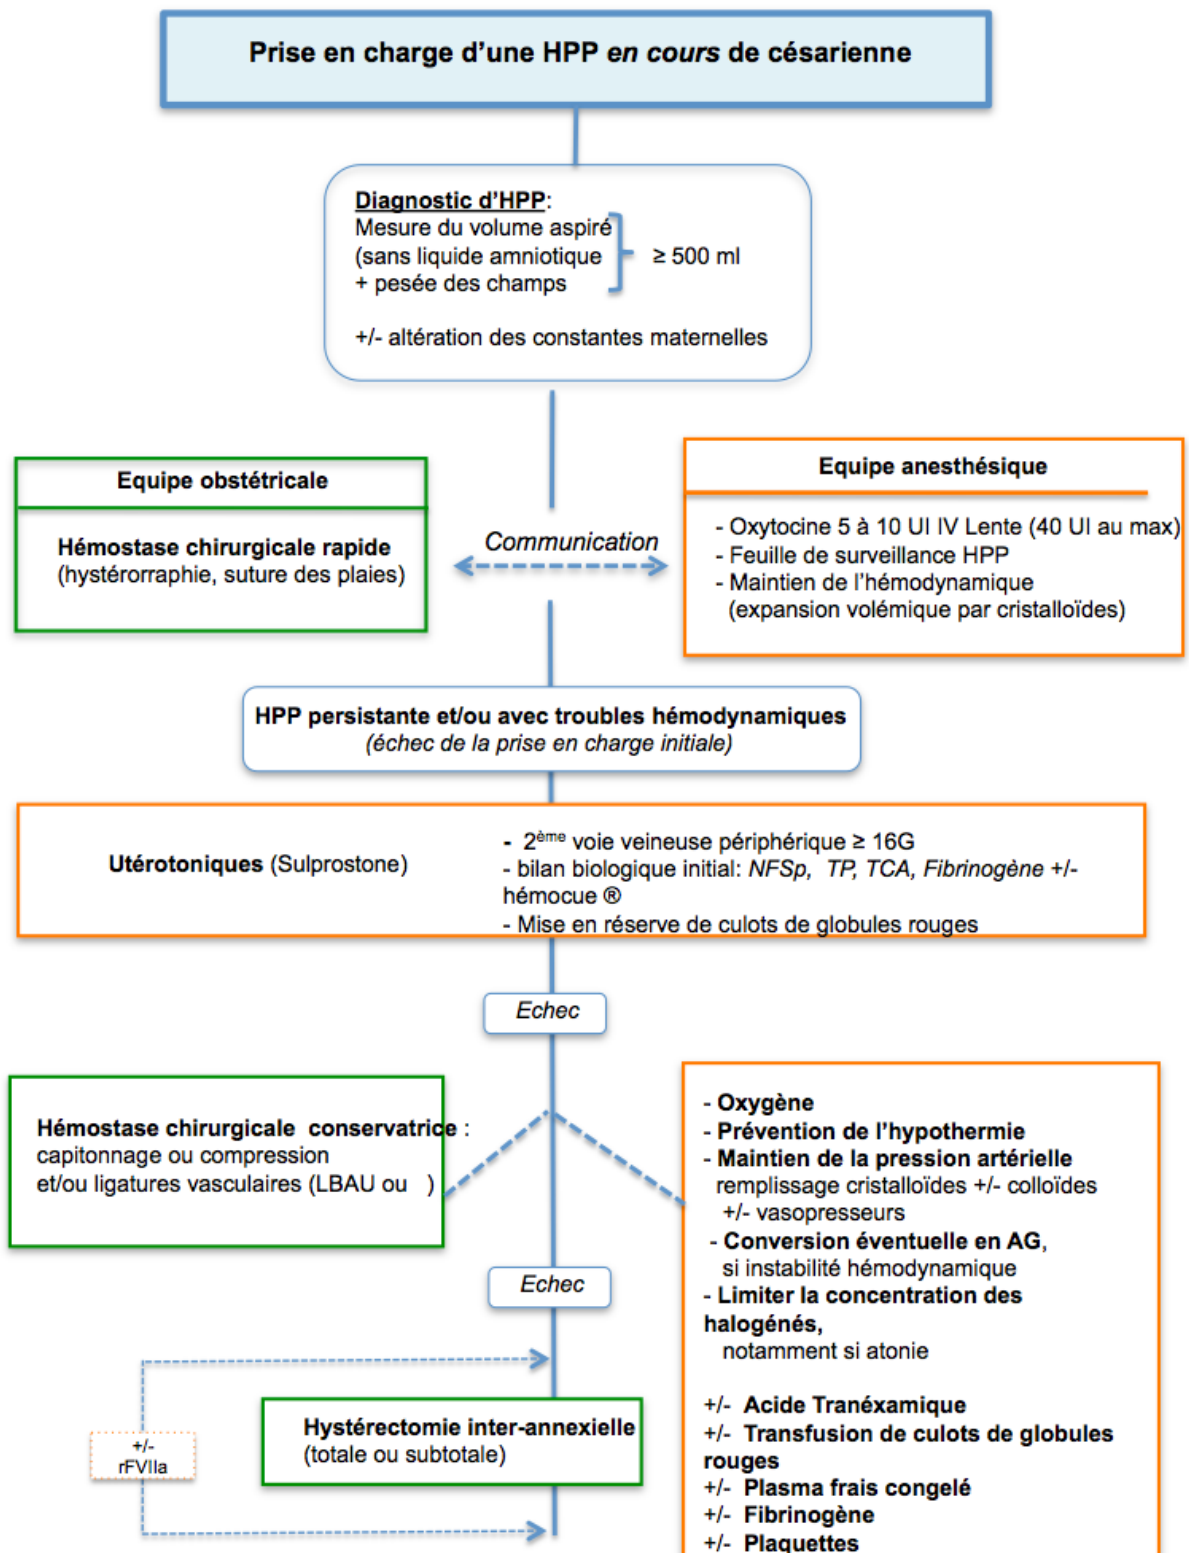 Prise en charge d’une HPP en cours de césarienne
Diagnostic d’HPP:
Mesure du volume aspiré
(sans liquide amniotique
+ pesée des champs
≥ 500 ml
+/- altération des constantes maternelles
Equipe obstétricale
Hémostase chirurgicale rapide
(hystérorraphie, suture des plaies)
Communication
Equipe anesthésique
- Oxytocine 5 à 10 UI IV Lente (40 UI au max)
- Feuille de surveillance HPP
- Maintien de l’hémodynamique
(expansion volémique par cristalloïdes)
HPP persistante et/ou avec troubles hémodynamiques
(échec de la prise en charge initiale)
Utérotoniques (Sulprostone)
- 2ème voie veineuse périphérique ≥ 16G
- bilan biologique initial: NFSp, TP, TCA, Fibrinogène +/-
hémocue ®
- Mise en réserve de culots de globules rouges
Echec
Hémostase chirurgicale conservatrice :
capitonnage ou compression
et/ou ligatures vasculaires (LBAU ou )
- Oxygène
- Prévention de l’hypothermie
- Maintien de la pression artérielle
remplissage cristalloïdes +/- colloïdes
+/- vasopresseurs
- Conversion éventuelle en AG,
si instabilité hémodynamique
- Limiter la concentration des
halogénés,
notamment si atonie
+/- Acide Tranéxamique
+/- Transfusion de culots de globules
rouges
+/- Plasma frais congelé
+/- Fibrinogène
+/- Plaquettes
Echec
+/-
rFVIIa
Hystérectomie inter-annexielle
(totale ou subtotale)